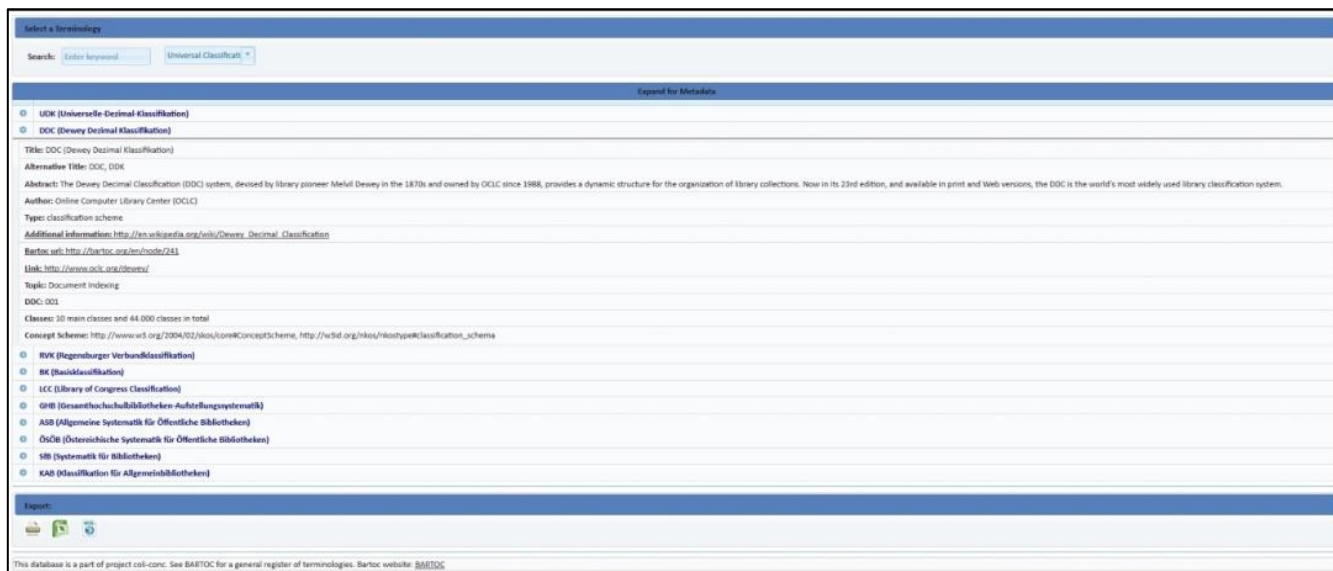 Select a Terminology
Search: Enter keyword Universal Classificati
Expand for Metadata
UDK (Universelle-Dezimal-Klassifikation)
DDC (Dewey Dezimal Klassifikation)
Title: DDC (Dewey Dezimal Klassifikation)
Alternative Title: DDC, DDK
Abstract: The Dewey Decimal Classification (DDC) system, devised by library pioneer Melvil Dewey in the 1870s and owned by OCLC since 1988, provides a dynamic structure for the organization of library collections. Now in its 23rd edition, and available in print and Web versions, the DDC is the world's most widely used library classification system.
Author: Online Computer Library Center (OCLC)
Type: classification scheme
Additional information: http://en.wikipedia.org/wiki/Dewey_Decimal_Classification
Bartoc url: http://bartoc.org/en/node/241
Link: http://www.oclc.org/dewey/
Topic: Document Indexing
DDC: 001
Classes: 10 main classes and 44.000 classes in total
Concept Scheme: http://www.w3.org/2004/02/skos/core#ConceptScheme, http://w3id.org/nkos/nkostype#classification_schema
RVK (Regensburger Verbundklassifikation)
BK (Basisklassifikation)
LCC (Library of Congress Classification)
GHB (Gesamthochschulbibliotheken-Aufstellungssystematik)
ASB (Allgemeine Systematik für Öffentliche Bibliotheken)
ÖSÖB (Östereichische Systematik für Öffentliche Bibliotheken)
SfB (Systematik für Bibliotheken)
KAB (Klassifikation für Allgemeinbibliotheken)
Export:
This database is a part of project coli-conc. See BARTOC for a general register of terminologies. Bartoc website: BARTOC